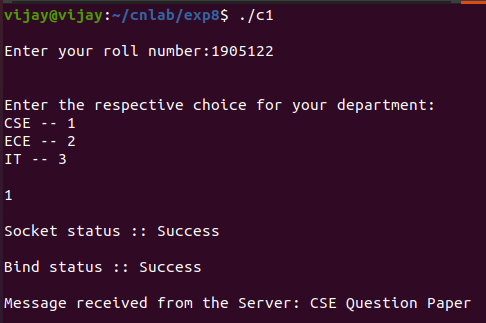 vijay@vijay:~/cnlab/exp8$ ./c1
Enter your roll number:1905122
Enter the respective choice for your department:
CSE -- 1
ECE -- 2
IT -- 3
1
Socket status :: Success
Bind status :: Success
Message received from the Server: CSE Question Paper